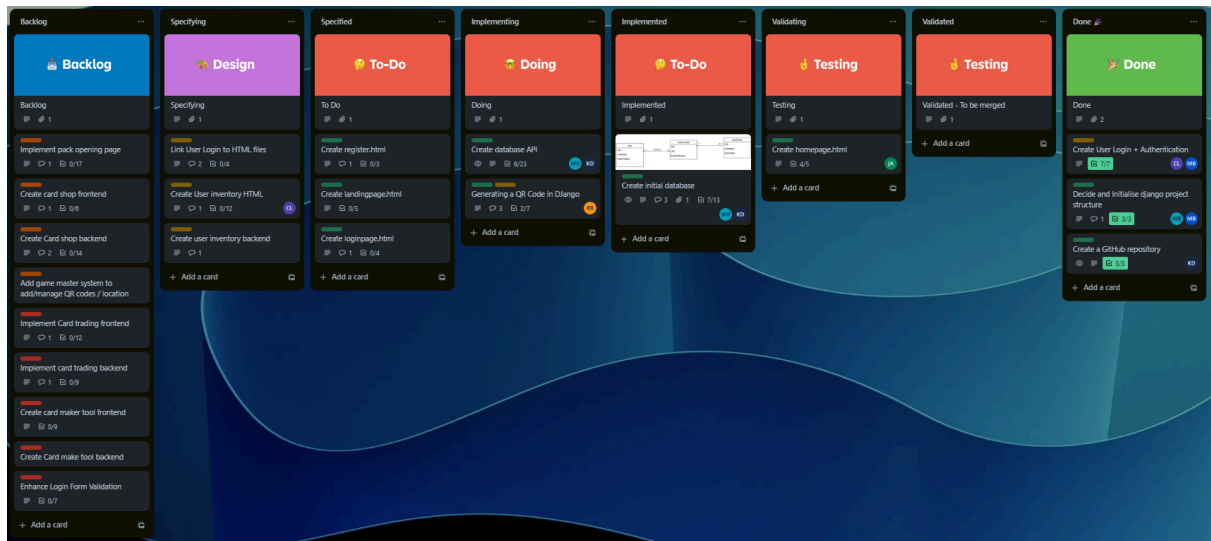 Backlog
Backlog
Backlog
1
Implement pack opening page
1 0/17
Create card shop frontend
1 0/6
Create Card shop backend
2 0/14
Add game master system to
add/manage QR codes / location
Implement Card trading frontend
1 0/12
Implement card trading backend
1 0/9
Create card maker tool frontend
0/9
Create Card make tool backend
Enhance Login Form Validation
0/7
+ Add a card
Specifying
Design
Specifying
1
Link User Login to HTML files
2 0/4
Create User inventory HTML
1 0/12 CL
Create user inventory backend
1
+ Add a card
Specified
To-Do
To Do
1
Create register.html
1 0/3
Create landingpage.html
0/5
Create loginpage.html
1 0/4
+ Add a card
Implementing
Doing
Doing
1
Create database API
6/23 WB KD
Generating a QR Code in DJango
3 2/7 RB
+ Add a card
Implemented
To-Do
Implemented
1
Create initial database
3 1 7/13
WB KD
+ Add a card
Validating
Testing
Testing
1
Create homepage.html
4/5 JA
+ Add a card
Validated
Testing
Validated - To be merged
1
+ Add a card
Done 🎉
Done
Done
2
Create User Login + Authentication
7/7 CL MB
Decide and Initialise django project
structure
1 3/3 WB MB
Create a GitHub repository
3/3 KD
+ Add a card